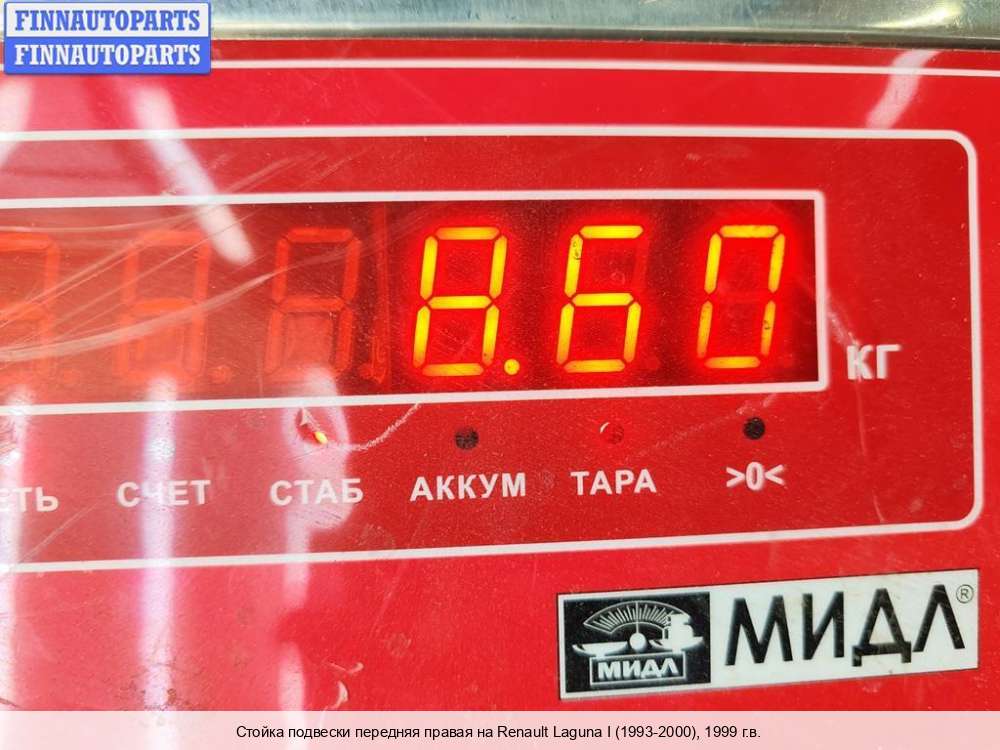 FINNAUTOPARTS
FINNAUTOPARTS
8.60
КГ
СЧЕТ СТАБ АККУМ ТАРА >0<
МИДЛ МИДЛ®
Стойка подвески передняя правая на Renault Laguna I (1993-2000), 1999 г.в.